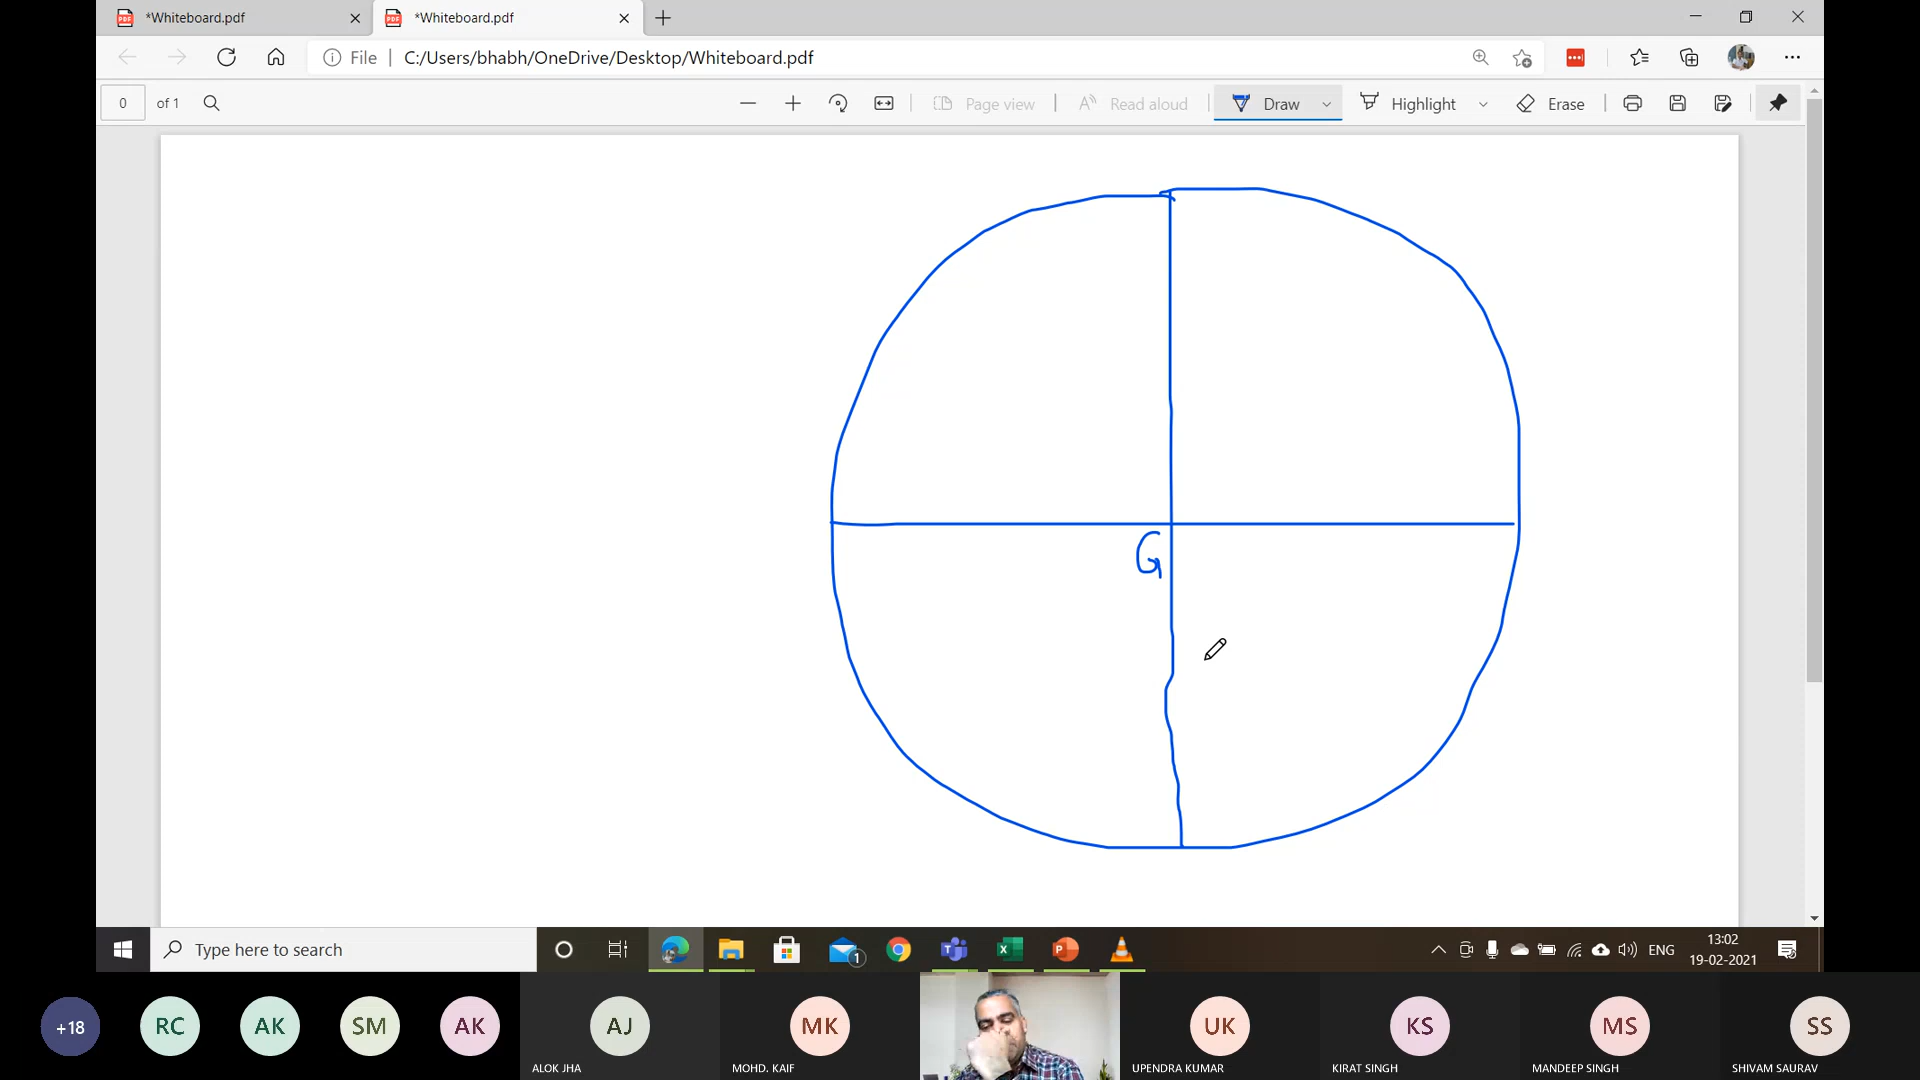 *Whiteboard.pdf
*Whiteboard.pdf
File
C:/Users/bhabh/OneDrive/Desktop/Whiteboard.pdf
0 of 1
Page view
Read aloud
Draw
Highlight
Erase
G
Type here to search
1
ENG
13:02
19-02-2021
+18
RC
AK
SM
AK
AJ
MK
UK
KS
MS
SS
ALOK JHA
MOHD. KAIF
UPENDRA KUMAR
KIRAT SINGH
MANDEEP SINGH
SHIVAM SAURAV